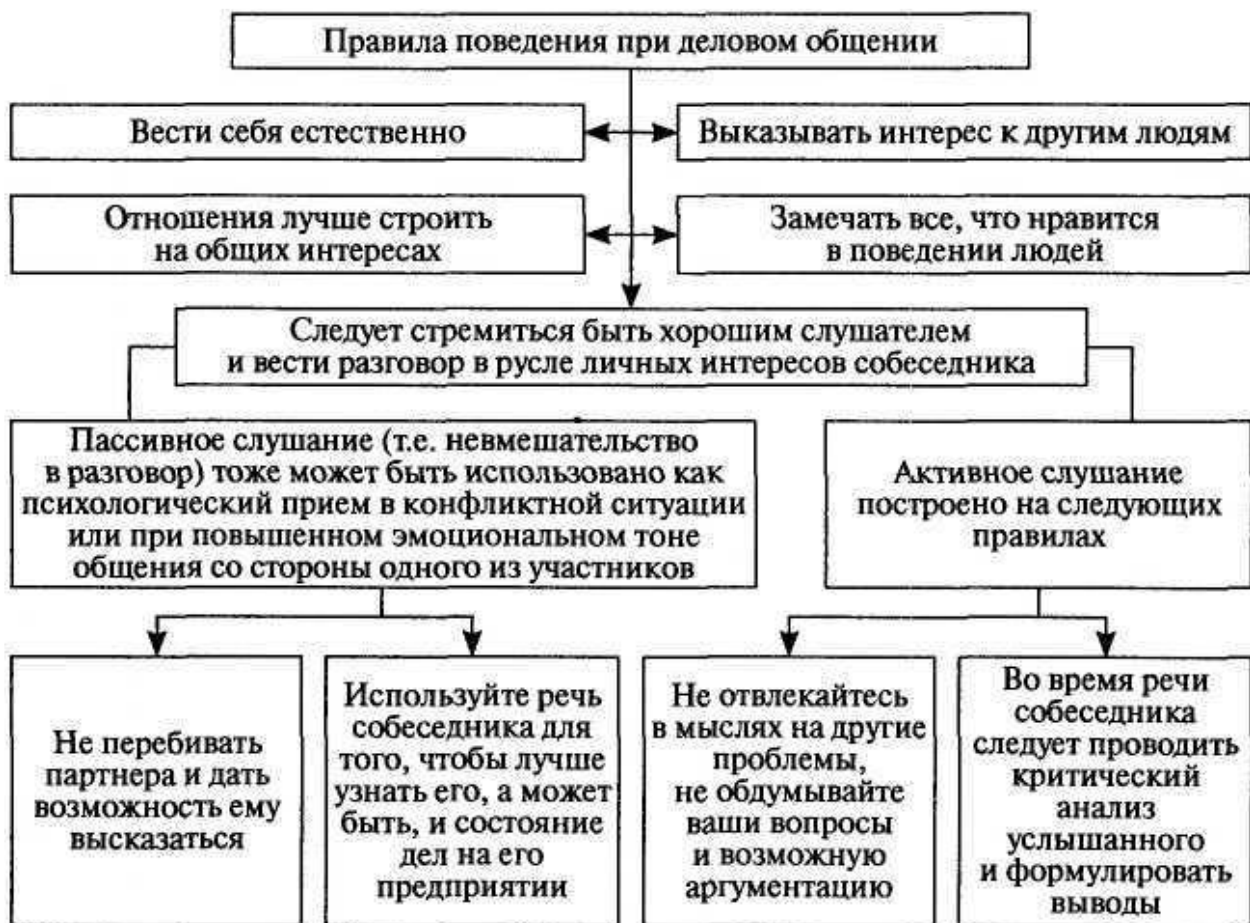 Правила поведения при деловом общении
Вести себя естественно
Выказывать интерес к другим людям
Отношения лучше строить
на общих интересах
Замечать все, что нравится
в поведении людей
Следует стремиться быть хорошим слушателем
и вести разговор в русле личных интересов собеседника
Пассивное слушание (т.е. невмешательство
в разговор) тоже может быть использовано как
психологический прием в конфликтной ситуации
или при повышенном эмоциональном тоне
общения со стороны одного из участников
Активное слушание
построено на следующих
правилах
Не перебивать
партнера и дать
возможность ему
высказаться
Используйте речь
собеседника для
того, чтобы лучше
узнать его, а может
быть, и состояние
дел на его
предприятии
Не отвлекайтесь
в мыслях на другие
проблемы,
не обдумывайте
ваши вопросы
и возможную
аргументацию
Во время речи
собеседника
следует проводить
критический
анализ
услышанного
и формулировать
выводы